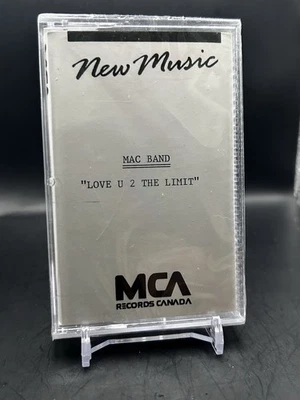 New Music
MAC BAND
"LOVE U 2 THE LIMIT"
MCA
RECORDS CANADA